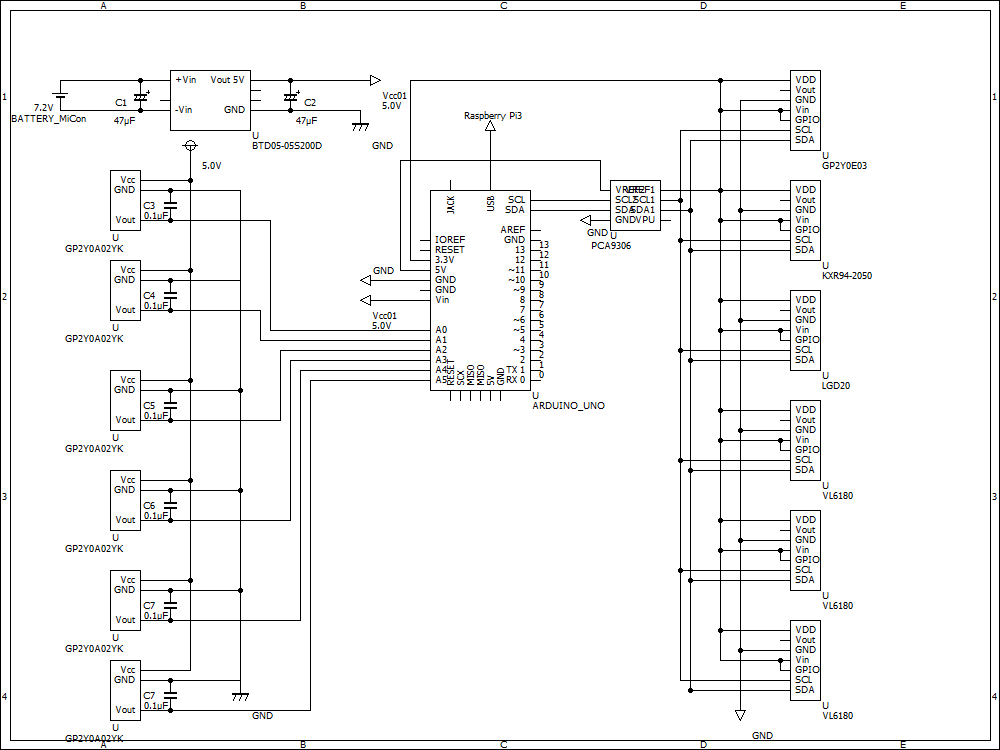 A B C D E
1 1
+Vin Vout 5V
-Vin GND
C1
47μF
C2
47μF
7.2V
BATTERY_MiCon
U
BTD05-05S200D
Vcc01
5.0V
GND
5.0V
Raspberry Pi3
Vcc
GND
Vout
C3
0.1μF
U
GP2Y0A02YK
Vcc
GND
Vout
C4
0.1μF
U
GP2Y0A02YK
Vcc
GND
Vout
C5
0.1μF
U
GP2Y0A02YK
Vcc
GND
Vout
C6
0.1μF
U
GP2Y0A02YK
Vcc
GND
Vout
C7
0.1μF
U
GP2Y0A02YK
Vcc
GND
Vout
C7
0.1μF
U
GP2Y0A02YK
GND
2 2
GND
Vcc01
5.0V
JACK
USB
SCL
SDA
AREF
GND
13
12
~11
~10
~9
8
7
~6
~5
4
~3
2
TX 1
RX 0
IOREF
RESET
3.3V
5V
GND
GND
Vin
A0
A1
A2
A3
A4
A5
RESET
SCK
MISO
MISO
5V
GND
13
12
11
10
9
8
7
6
5
4
3
2
1
0
U
ARDUINO_UNO
VREF2 VREF1
SCL2 SCL1
SDA2 SDA1
GND VPU
GND
U
PCA9306
VDD
Vout
GND
Vin
GPIO
SCL
SDA
U
GP2Y0E03
VDD
Vout
GND
Vin
GPIO
SCL
SDA
U
KXR94-2050
VDD
Vout
GND
Vin
GPIO
SCL
SDA
U
LGD20
VDD
Vout
GND
Vin
GPIO
SCL
SDA
U
VL6180
VDD
Vout
GND
Vin
GPIO
SCL
SDA
U
VL6180
VDD
Vout
GND
Vin
GPIO
SCL
SDA
U
VL6180
GND
3 3
4 4
A B C D E